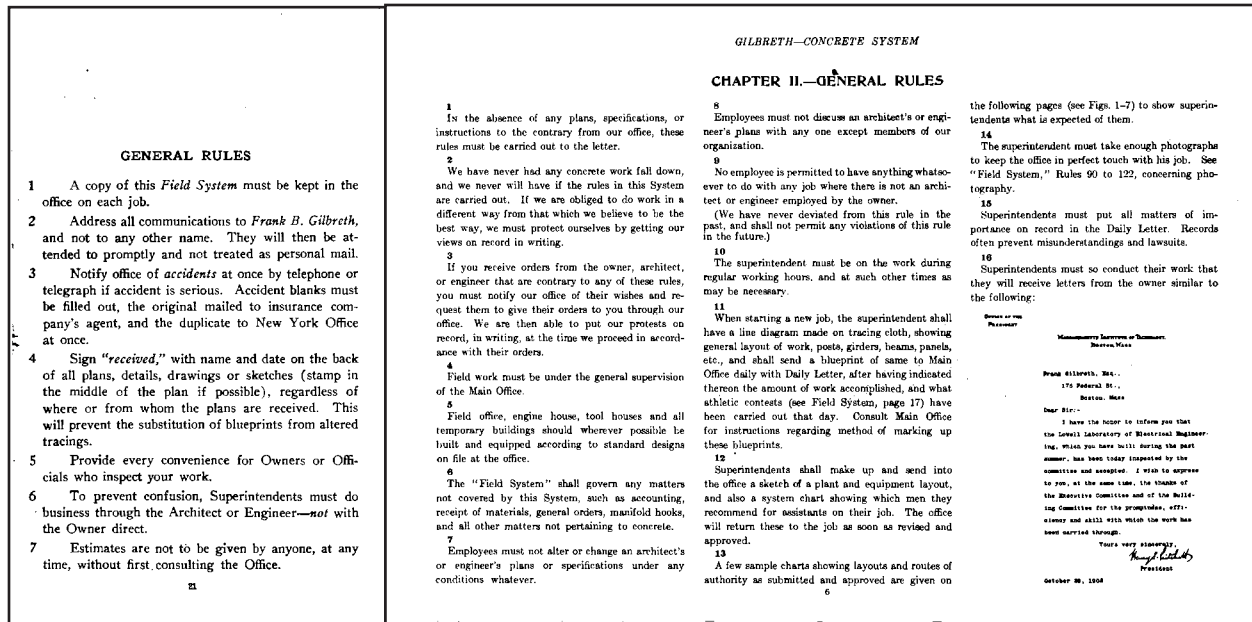 GENERAL RULES
1 A copy of this Field System must be kept in the
office on each job.
2 Address all communications to Frank B. Gilbreth,
and not to any other name. They will then be at-
tended to promptly and not treated as personal mail.
3 Notify office of accidents at once by telephone or
telegraph if accident is serious. Accident blanks must
be filled out, the original mailed to insurance com-
pany's agent, and the duplicate to New York Office
at once.
4 Sign "received," with name and date on the back
of all plans, details, drawings or sketches (stamp in
the middle of the plan if possible), regardless of
where or from whom the plans are received. This
will prevent the substitution of blueprints from altered
tracings.
5 Provide every convenience for Owners or Offi-
cials who inspect your work.
6 To prevent confusion, Superintendents must do
business through the Architect or Engineer—not with
the Owner direct.
7 Estimates are not to be given by anyone, at any
time, without first consulting the Office.
21
GILBRETH—CONCRETE SYSTEM
CHAPTER II.—GENERAL RULES
1
IN the absence of any plans, specifications, or
instructions to the contrary from our office, these
rules must be carried out to the letter.
2
We have never had any concrete work fall down,
and we never will have if the rules in this System
are carried out. If we are obliged to do work in a
different way from that which we believe to be the
best way, we must protect ourselves by getting our
views on record in writing.
3
If you receive orders from the owner, architect,
or engineer that are contrary to any of these rules,
you must notify our office of their wishes and re-
quest them to give their orders to you through our
office. We are then able to put our protests on
record, in writing, at the time we proceed in accord-
ance with their orders.
4
Field work must be under the general supervision
of the Main Office.
5
Field office, engine house, tool houses and all
temporary buildings should wherever possible be
built and equipped according to standard designs
on file at the office.
6
The "Field System" shall govern any matters
not covered by this System, such as accounting,
receipt of materials, general orders, manifold hooks,
and all other matters not pertaining to concrete.
7
Employees must not alter or change an architect's
or engineer's plans or specifications under any
conditions whatever.
8
Employees must not discuss an architect's or engi-
neer's plans with any one except members of our
organization.
9
No employee is permitted to have anything whatso-
ever to do with any job where there is not an archi-
tect or engineer employed by the owner.
(We have never deviated from this rule in the
past, and shall not permit any violations of this rule
in the future.)
10
The superintendent must be on the work during
regular working hours, and at such other times as
may be necessary.
11
When starting a new job, the superintendent shall
have a line diagram made on tracing cloth, showing
general layout of work, posts, girders, beams, panels,
etc., and shall send a blueprint of same to Main
Office daily with Daily Letter, after having indicated
thereon the amount of work accomplished, and what
athletic contests (see Field System, page 17) have
been carried out that day. Consult Main Office
for instructions regarding method of marking up
these blueprints.
12
Superintendents shall make up and send into
the office a sketch of a plant and equipment layout,
and also a system chart showing which men they
recommend for assistants on their job. The office
will return these to the job as soon as revised and
approved.
13
A few sample charts showing layouts and routes of
authority as submitted and approved are given on
6
the following pages (see Figs. 1–7) to show superin-
tendents what is expected of them.
14
The superintendent must take enough photographs
to keep the office in perfect touch with his job. See
"Field System," Rules 90 to 122, concerning pho-
tography.
15
Superintendents must put all matters of im-
portance on record in the Daily Letter. Records
often prevent misunderstandings and lawsuits.
16
Superintendents must so conduct their work that
they will receive letters from the owner similar to
the following:
OFFICE OF THE
PRESIDENT
MASSACHUSETTS INSTITUTE OF TECHNOLOGY.
BOSTON, MASS
Frank Gilbreth, Esq.,
176 Federal St.,
Boston, Mass
Dear Sir:-
I have the honor to inform you that
the Lowell Laboratory of Electrical Engineer-
ing, which you have built during the past
summer, has been today inspected by the
committee and accepted. I wish to express
to you, at the same time, the thanks of
the Executive Committee and of the Build-
ing Committee for the promptness, effi-
ciency and skill with which the work has
been carried through.
Yours very sincerely,
President